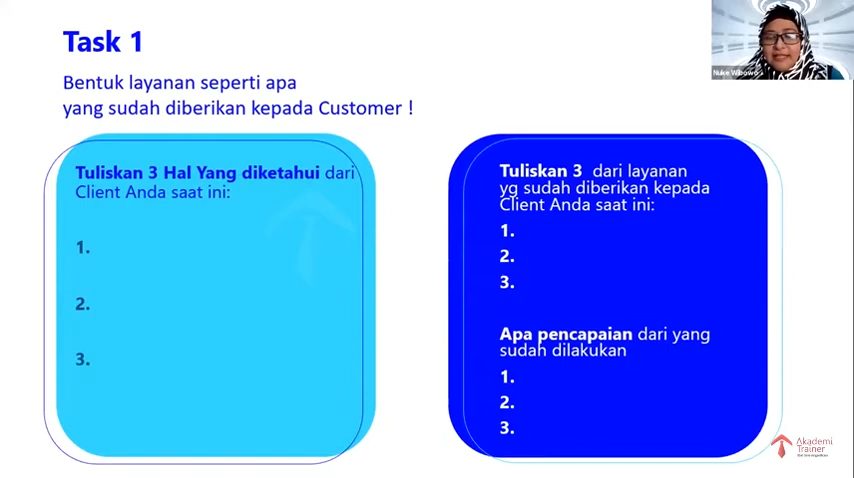 Task 1
Bentuk layanan seperti apa
yang sudah diberikan kepada Customer !
Tuliskan 3 Hal Yang diketahui dari
Client Anda saat ini:
1.
2.
3.
Tuliskan 3 dari layanan
yg sudah diberikan kepada
Client Anda saat ini:
1.
2.
3.
Apa pencapaian dari yang
sudah dilakukan
1.
2.
3.
Nuke Wibowo
Akademi
Trainer